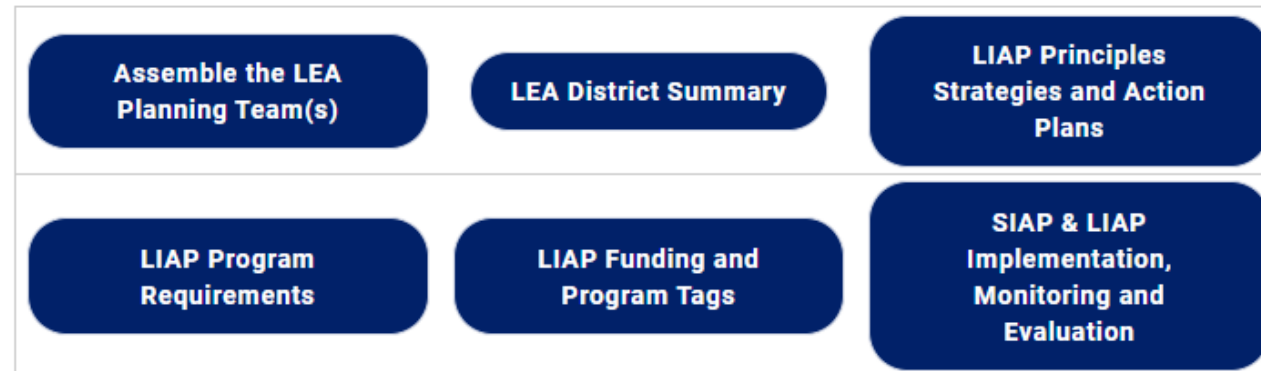 Assemble the LEA
Planning Team(s)
LEA District Summary
LIAP Principles
Strategies and Action
Plans
LIAP Program
Requirements
LIAP Funding and
Program Tags
SIAP & LIAP
Implementation,
Monitoring and
Evaluation